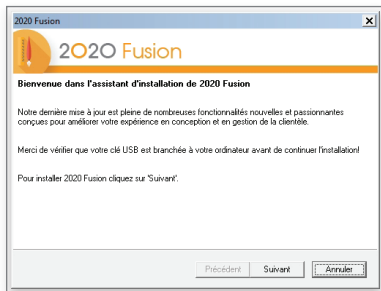 2020 Fusion
2020 Fusion
Bienvenue dans l'assistant d'installation de 2020 Fusion
Notre dernière mise à jour est pleine de nombreuses fonctionnalités nouvelles et passionnantes
conçues pour améliorer votre expérience en conception et en gestion de la clientèle.
Merci de vérifier que votre clé USB est branchée à votre ordinateur avant de continuer l'installation!
Pour installer 2020 Fusion cliquez sur 'Suivant'.
Précédent Suivant Annuler